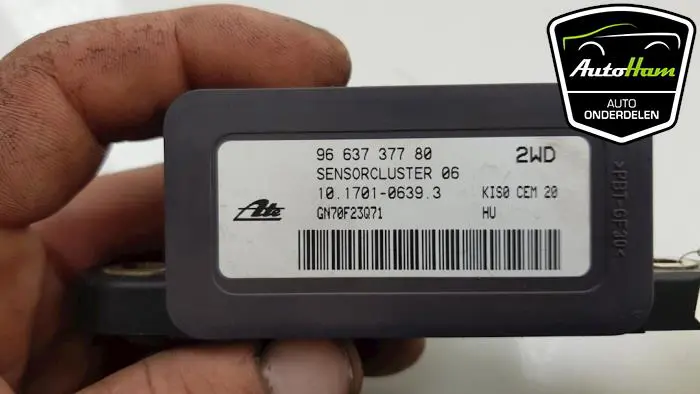 AutoHam
AUTO
ONDERDELEN
96 637 377 80 2WD
SENSORCLUSTER 06
10.1701-0639.3 KIS0 CEM 20
GN70F23Q71 HU
Ate
>PBT-GF30<